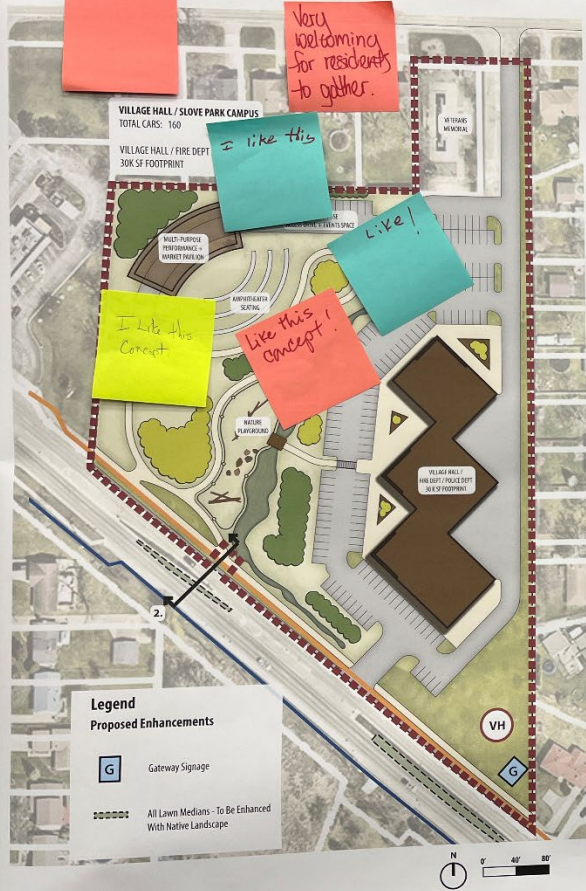 Very
welcoming
for residents
to gather.
VILLAGE HALL / SLOVE PARK CAMPUS
TOTAL CARS: 160
VILLAGE HALL / FIRE DEPT
30K SF FOOTPRINT
VETERANS
MEMORIAL
I like this
Like!
MULTI-PURPOSE
PERFORMANCE +
MARKET PAVILION
EVENTS SPACE
AMPHITHEATER
SEATING
I Like this
Concept
Like this !
concept!
NATURE
PLAYGROUND
VILLAGE HALL /
FIRE DEPT / POLICE DEPT
30 K SF FOOTPRINT
2.
Legend
Proposed Enhancements
G
Gateway Signage
All Lawn Medians - To Be Enhanced
With Native Landscape
VH
G
N
0' 40' 80'